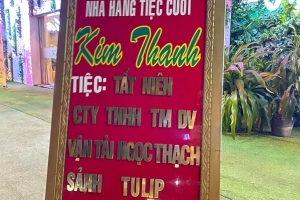 NHÀ HÀNG TIỆC CƯỚI
Kim Thanh
TIỆC: TẤT NIÊN
CTY TNHH TM DV
VẬN TẢI NGỌC THẠCH
SẢNH TULIP